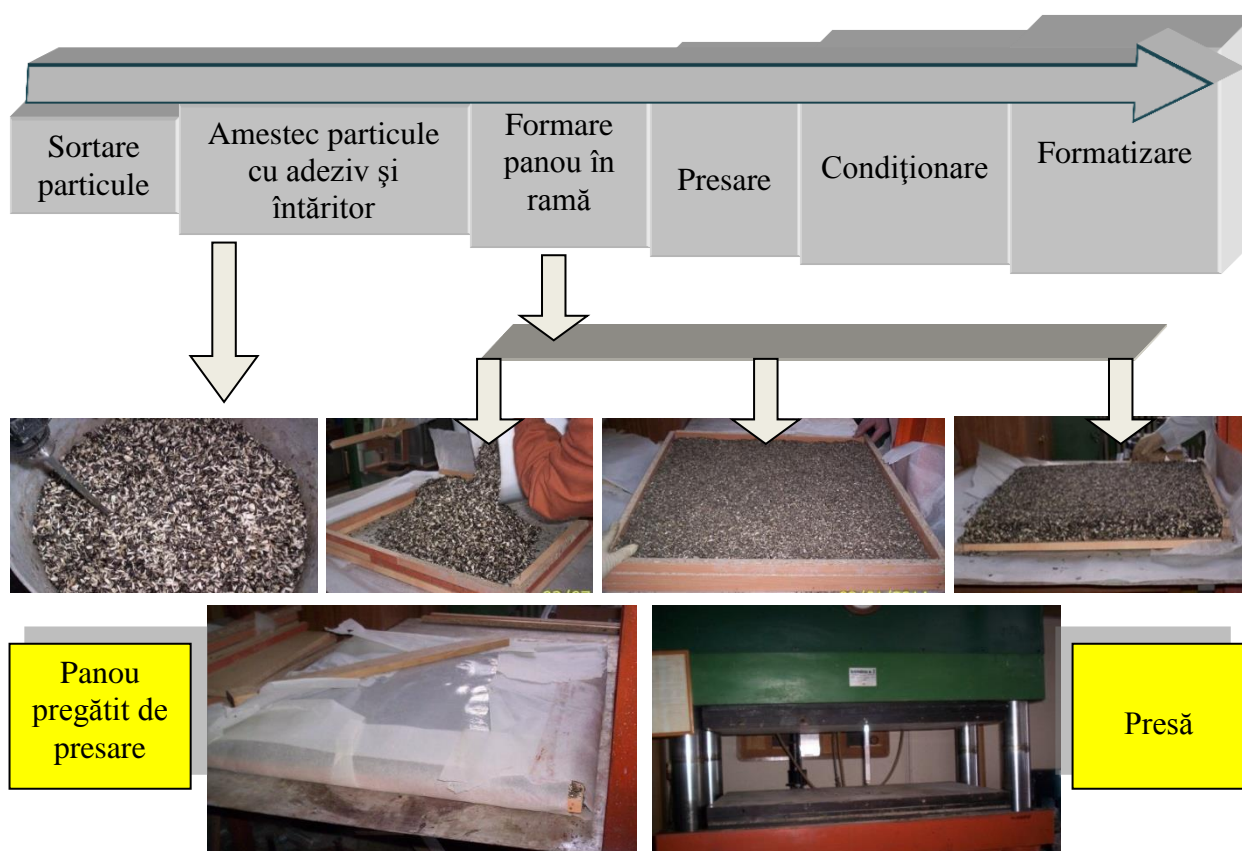 Sortare
particule
Amestec particule
cu adeziv şi
întăritor
Formare
panou în
ramă
Presare
Condiţionare
Formatizare
Panou
pregătit de
presare
Presă